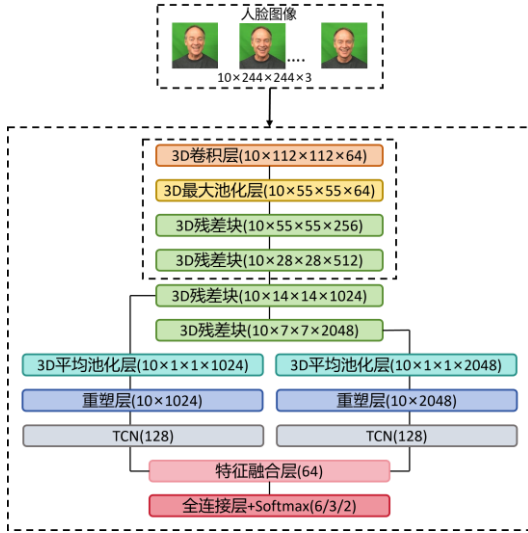 人脸图像
....
10×244×244×3
3D卷积层(10×112×112×64)
3D最大池化层(10×55×55×64)
3D残差块(10×55×55×256)
3D残差块(10×28×28×512)
3D残差块(10×14×14×1024)
3D残差块(10×7×7×2048)
3D平均池化层(10×1×1×1024) 3D平均池化层(10×1×1×2048)
重塑层(10×1024) 重塑层(10×2048)
TCN(128) TCN(128)
特征融合层(64)
全连接层+Softmax(6/3/2)